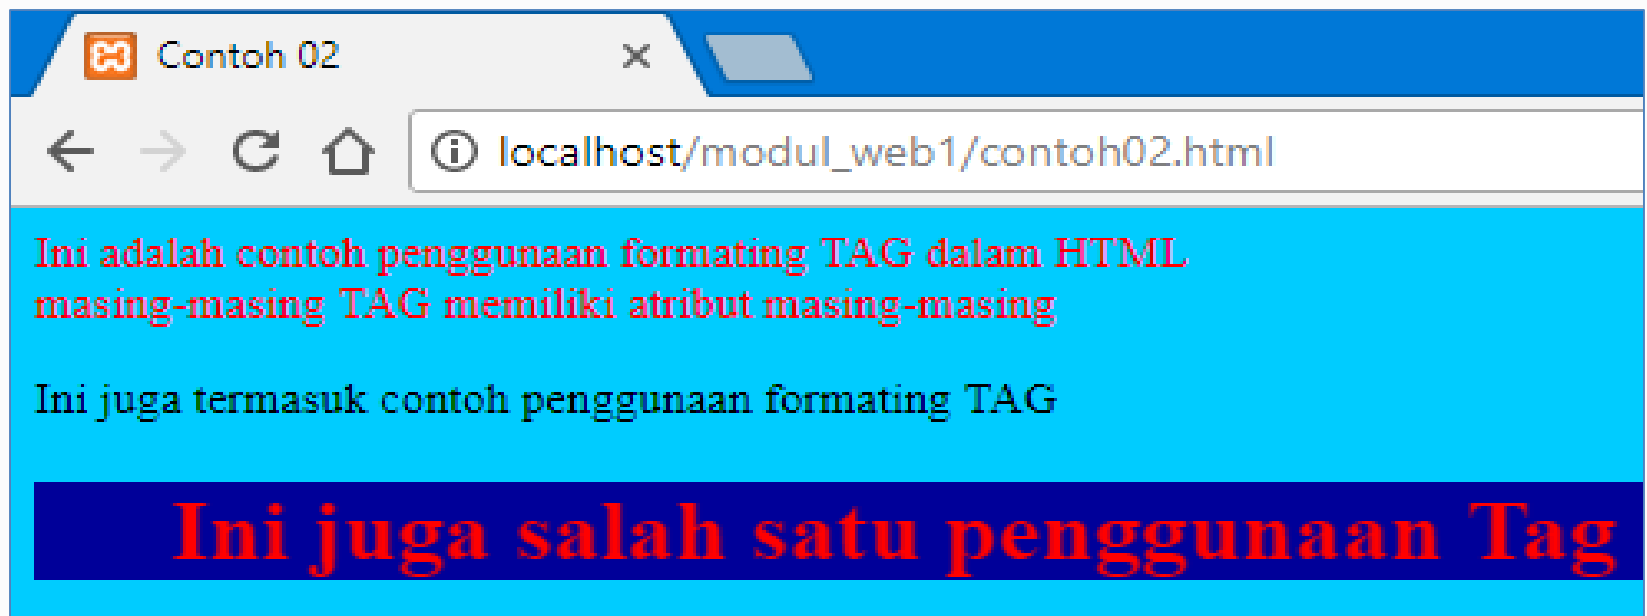 Contoh 02
localhost/modul_web1/contoh02.html
Ini adalah contoh penggunaan formating TAG dalam HTML
masing-masing TAG memiliki atribut masing-masing
Ini juga termasuk contoh penggunaan formating TAG
Ini juga salah satu penggunaan Tag